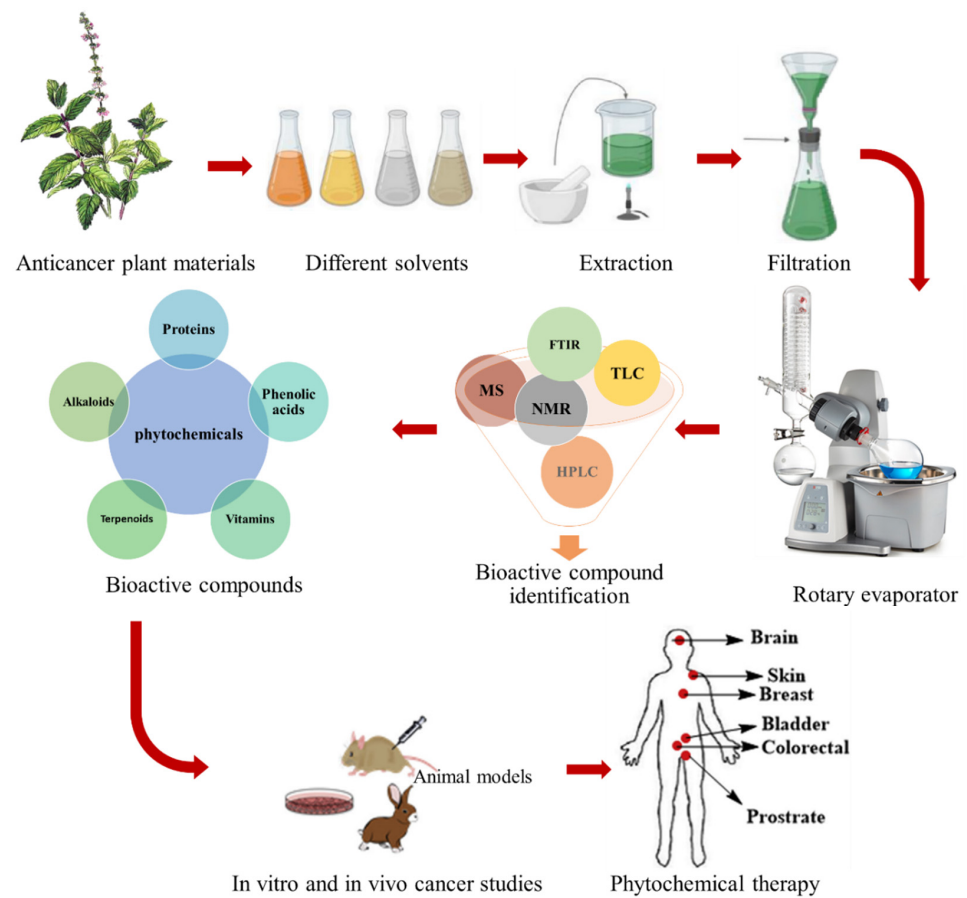 Anticancer plant materials
Different solvents
Extraction
Filtration
Proteins
Alkaloids
Phenolic
acids
phytochemicals
Terpenoids
Vitamins
Bioactive compounds
FTIR
MS
TLC
NMR
HPLC
Bioactive compound
identification
Rotary evaporator
Brain
Skin
Breast
Bladder
Colorectal
Prostrate
Animal models
In vitro and in vivo cancer studies
Phytochemical therapy